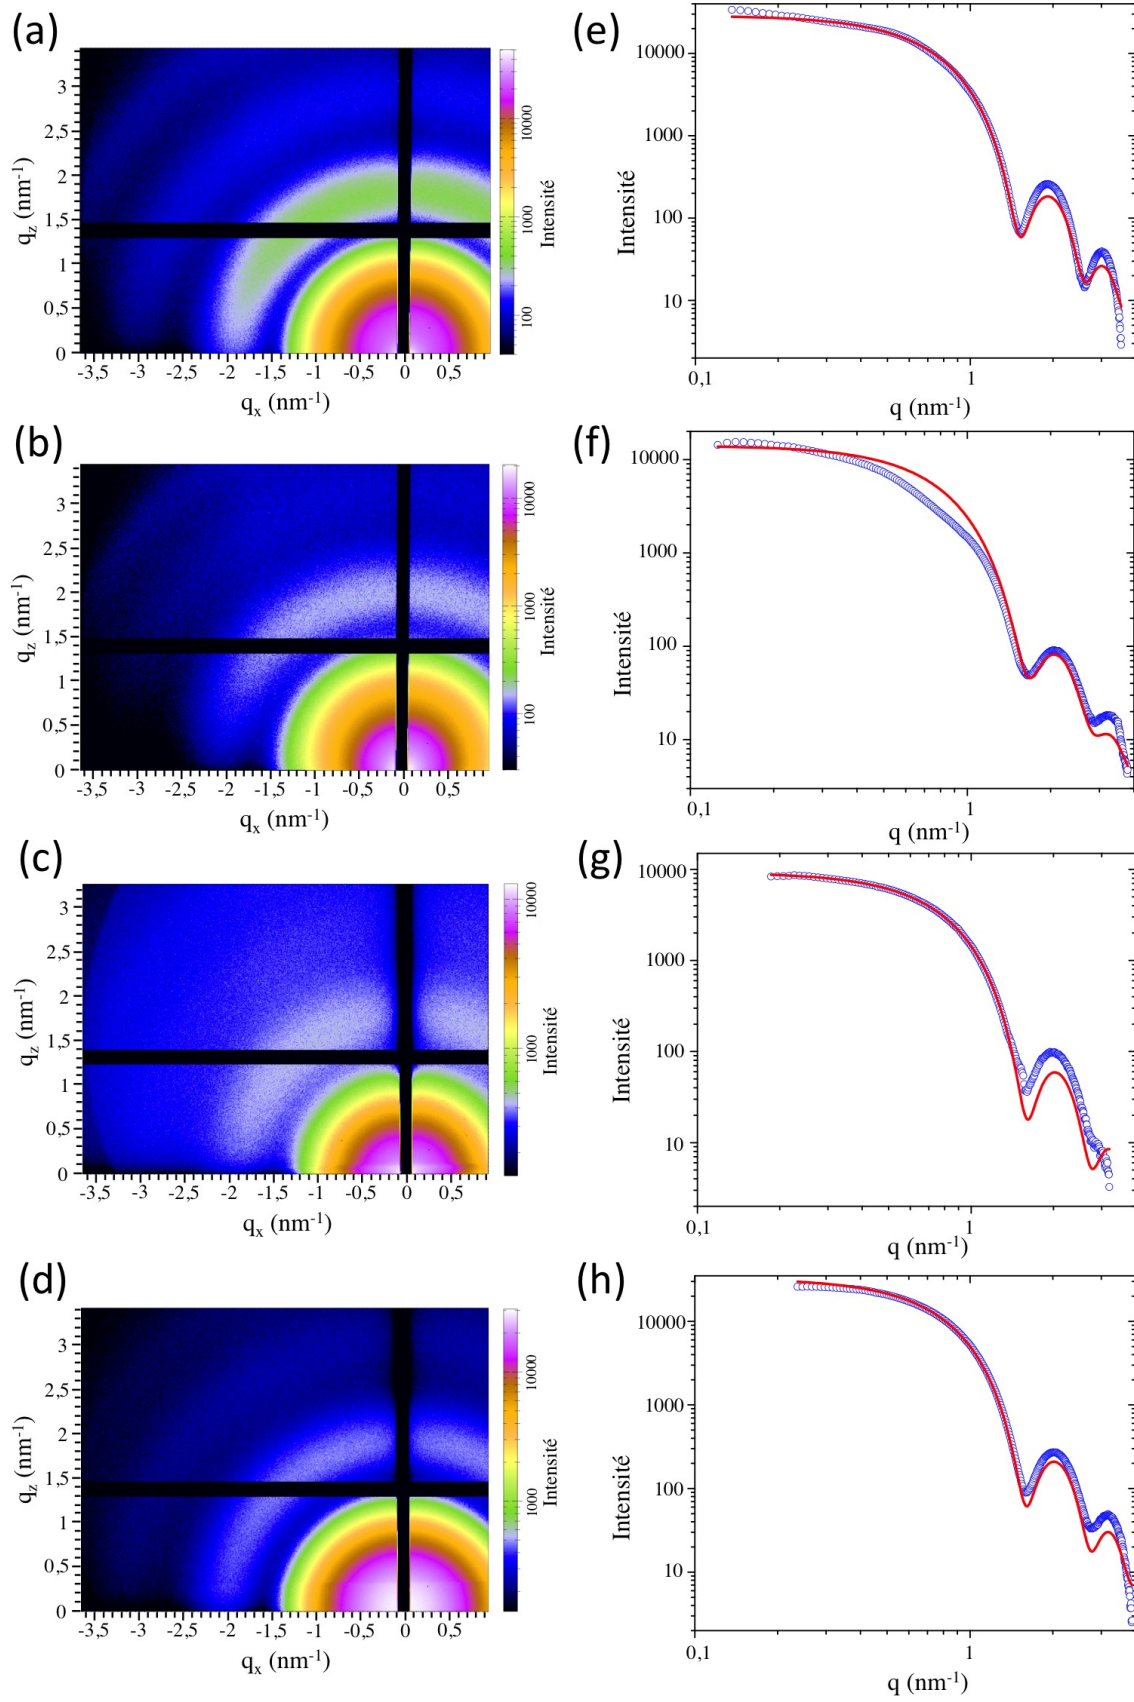 (a)
3
2,5
2
1,5
1
0,5
0
q_z (nm-1)
-3,5 -3 -2,5 -2 -1,5 -1 -0,5 0 0,5
q_x (nm-1)
10000
1000
100
Intensité
(e)
10000
1000
100
10
Intensité
0,1 1
q (nm-1)
(b)
3
2,5
2
1,5
1
0,5
0
q_z (nm-1)
-3,5 -3 -2,5 -2 -1,5 -1 -0,5 0 0,5
q_x (nm-1)
10000
1000
100
Intensité
(f)
10000
1000
100
10
Intensité
0,1 1
q (nm-1)
(c)
3
2,5
2
1,5
1
0,5
0
q_z (nm-1)
-3,5 -3 -2,5 -2 -1,5 -1 -0,5 0 0,5
q_x (nm-1)
10000
1000
Intensité
(g)
10000
1000
100
10
Intensité
0,1 1
q (nm-1)
(d)
3
2,5
2
1,5
1
0,5
0
q_z (nm-1)
-3,5 -3 -2,5 -2 -1,5 -1 -0,5 0 0,5
q_x (nm-1)
10000
1000
Intensité
(h)
10000
1000
100
10
Intensité
0,1 1
q (nm-1)